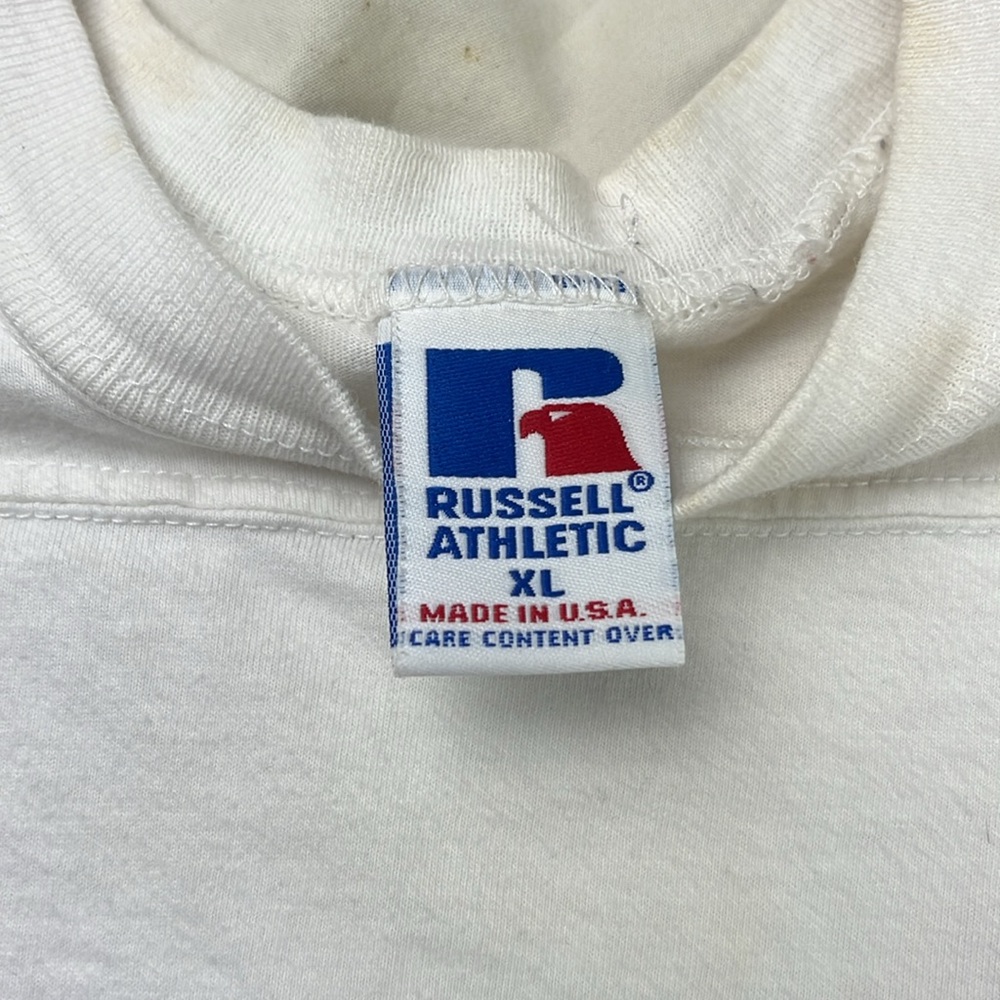 RUSSELL®
ATHLETIC
XL
MADE IN U.S.A.
CARE CONTENT OVER